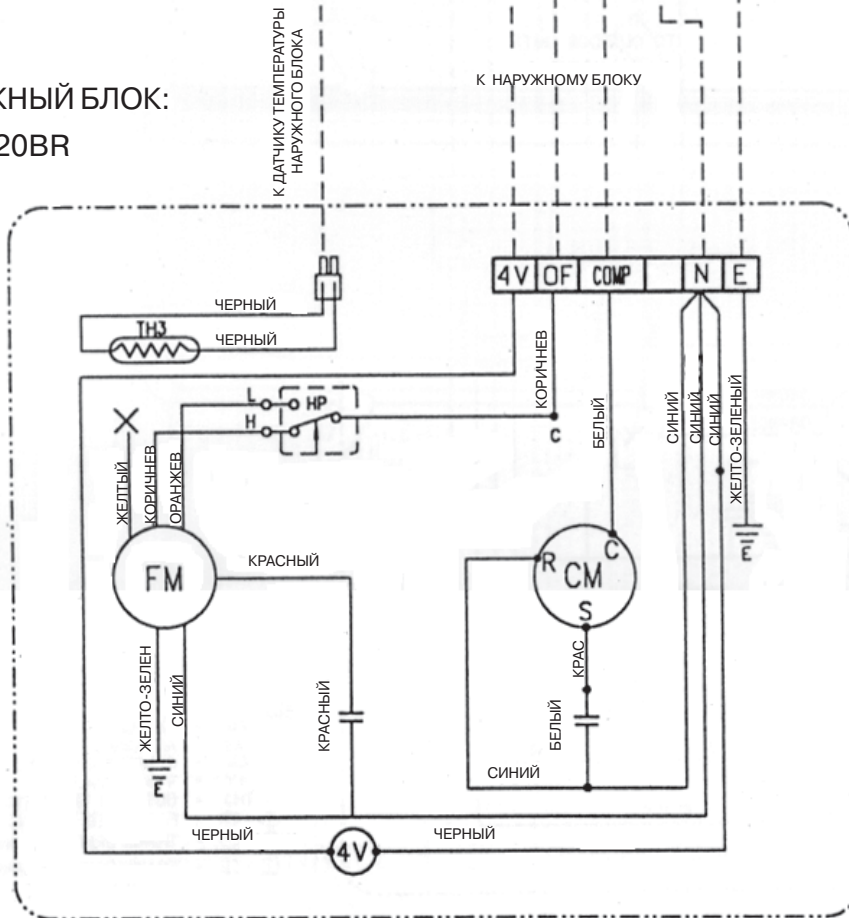 К ДАТЧИКУ ТЕМПЕРАТУРЫ
НАРУЖНОГО БЛОКА
К НАРУЖНОМУ БЛОКУ
ЖНЫЙ БЛОК:
20BR
4V OF COMP N E
ЧЕРНЫЙ
TH3
ЧЕРНЫЙ
L
HP
H
C
КОРИЧНЕВ
БЕЛЫЙ
СИНИЙ
СИНИЙ
СИНИЙ
ЖЕЛТО-ЗЕЛЕНЫЙ
E
ЖЕЛТЫЙ
КОРИЧНЕВ
ОРАНЖЕВ
FM
КРАСНЫЙ
R
C
CM
S
КРАС
БЕЛЫЙ
СИНИЙ
ЖЕЛТО-ЗЕЛЕН
СИНИЙ
КРАСНЫЙ
E
ЧЕРНЫЙ
4V
ЧЕРНЫЙ